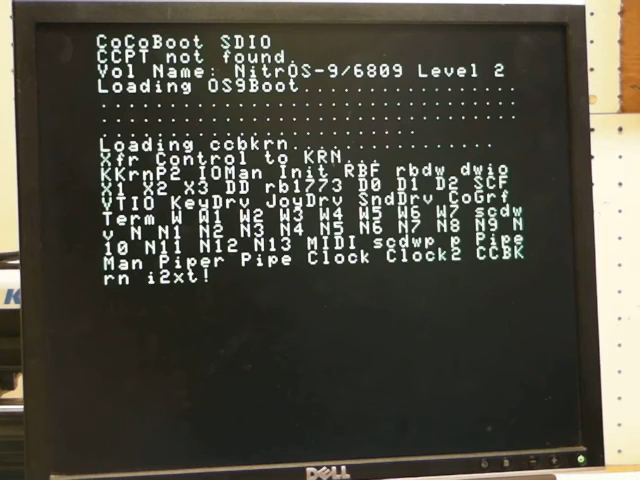 CoCoBoot SDIO
CCPT not found.
Vol Name: NitrOS-9/6809 Level 2
Loading OS9Boot..................
...................................
...................................
..........................
Loading ccbkrn.................
Xfr Control to KRN...
KKrnP2 IOMan Init RBF rbdw dwio
X1 X2 X3 DD rb1773 D0 D1 D2 SCF
VTIO KeyDrv JoyDrv SndDrv CoGrf
Term W W1 W2 W3 W4 W5 W6 W7 scdw
v N N1 N2 N3 N4 N5 N6 N7 N8 N9 N
10 N11 N12 N13 MIDI scdwp p Pipe
Man Piper Pipe Clock Clock2 CCBK
rn i2xt!
DELL
K